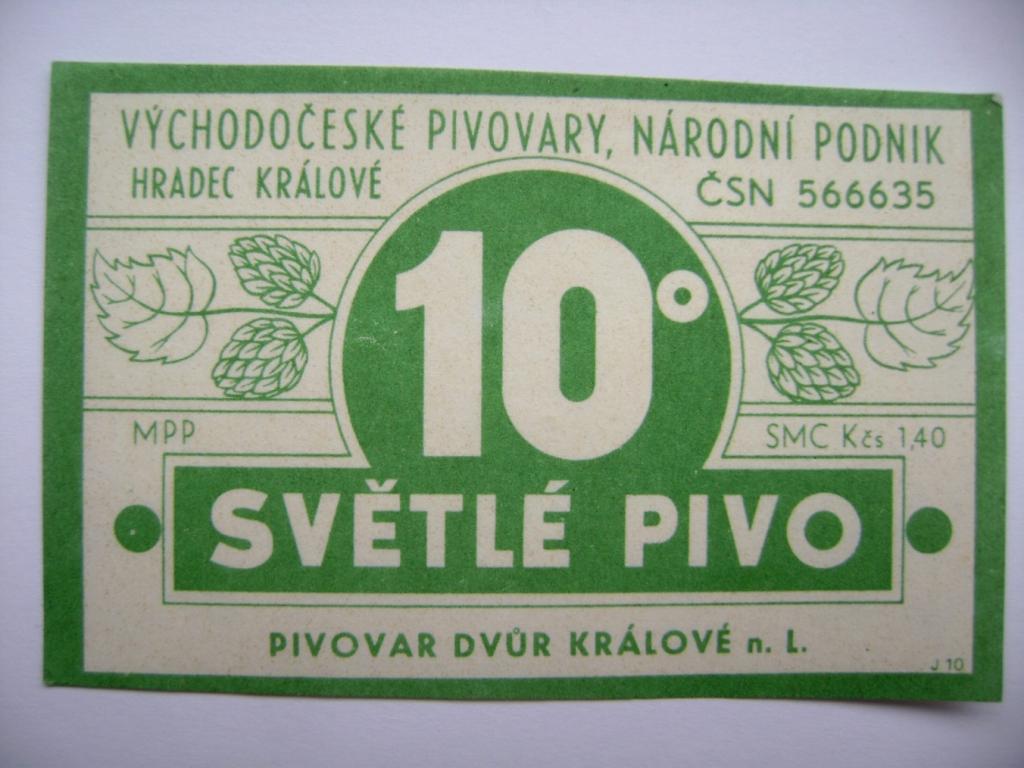 VÝCHODOČESKÉ PIVOVARY, NÁRODNÍ PODNIK
HRADEC KRÁLOVÉ
ČSN 566635
10°
MPP
SMC Kčs 1,40
SVĚTLÉ PIVO
PIVOVAR DVŮR KRÁLOVÉ n. L.
J 10